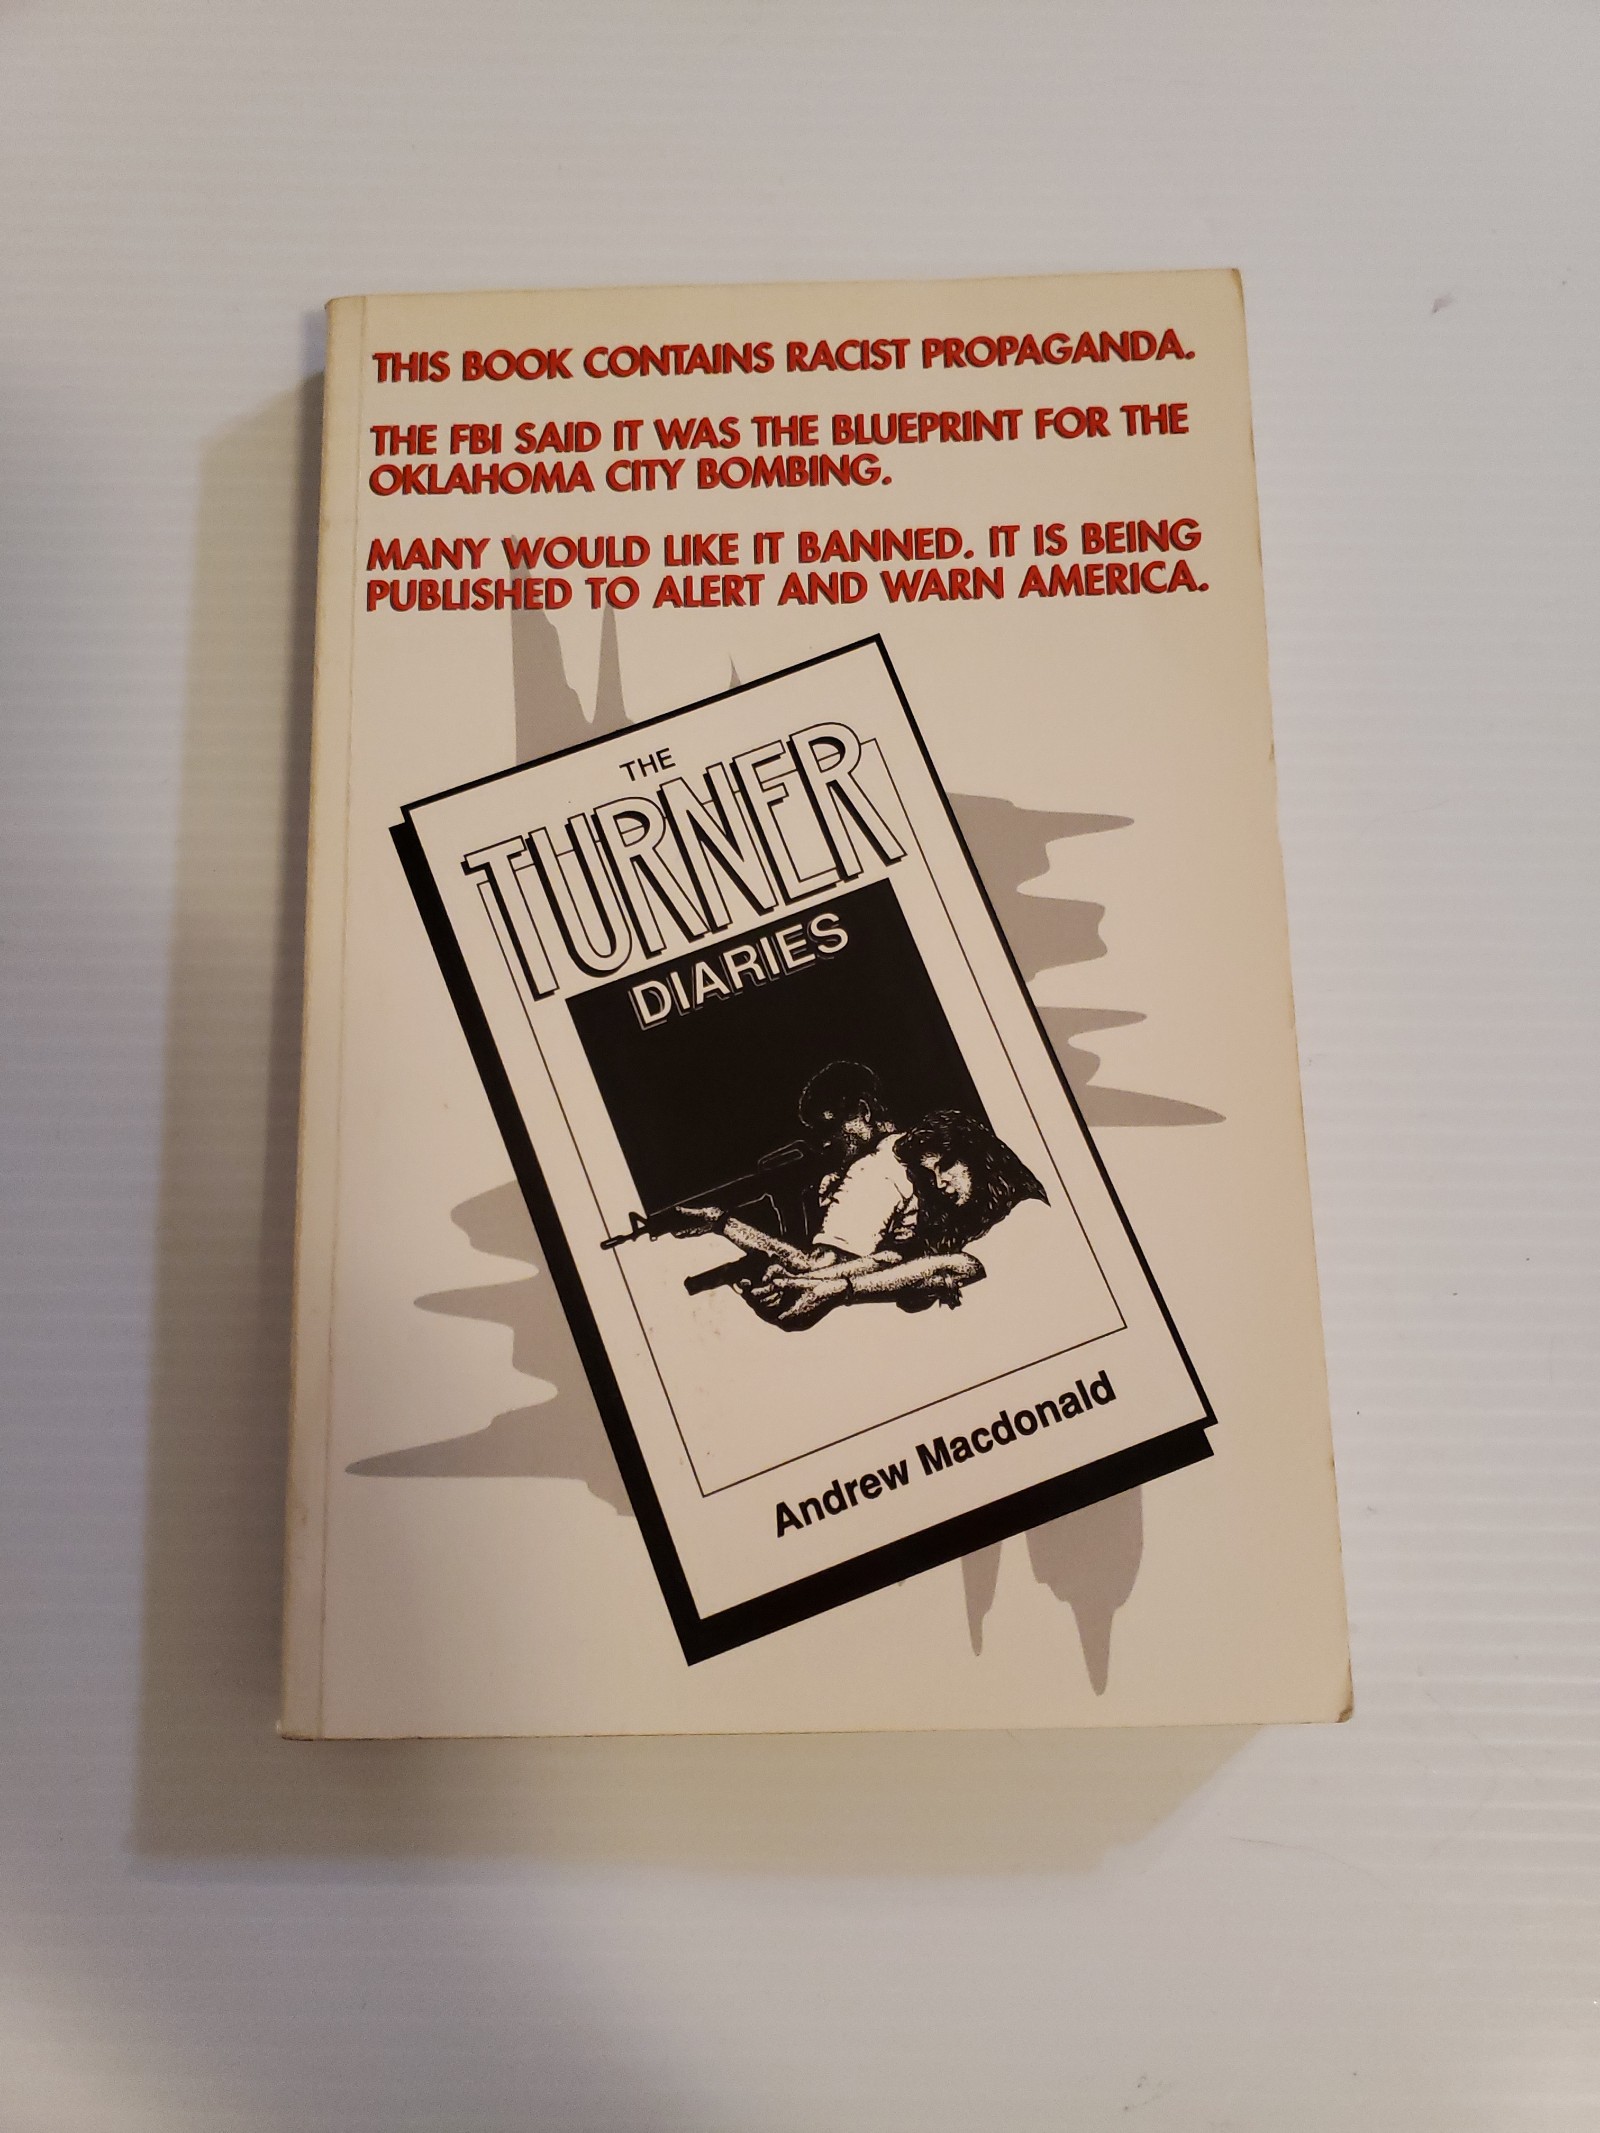 THIS BOOK CONTAINS RACIST PROPAGANDA.
THE FBI SAID IT WAS THE BLUEPRINT FOR THE
OKLAHOMA CITY BOMBING.
MANY WOULD LIKE IT BANNED. IT IS BEING
PUBLISHED TO ALERT AND WARN AMERICA.
THE
TURNER
DIARIES
Andrew Macdonald